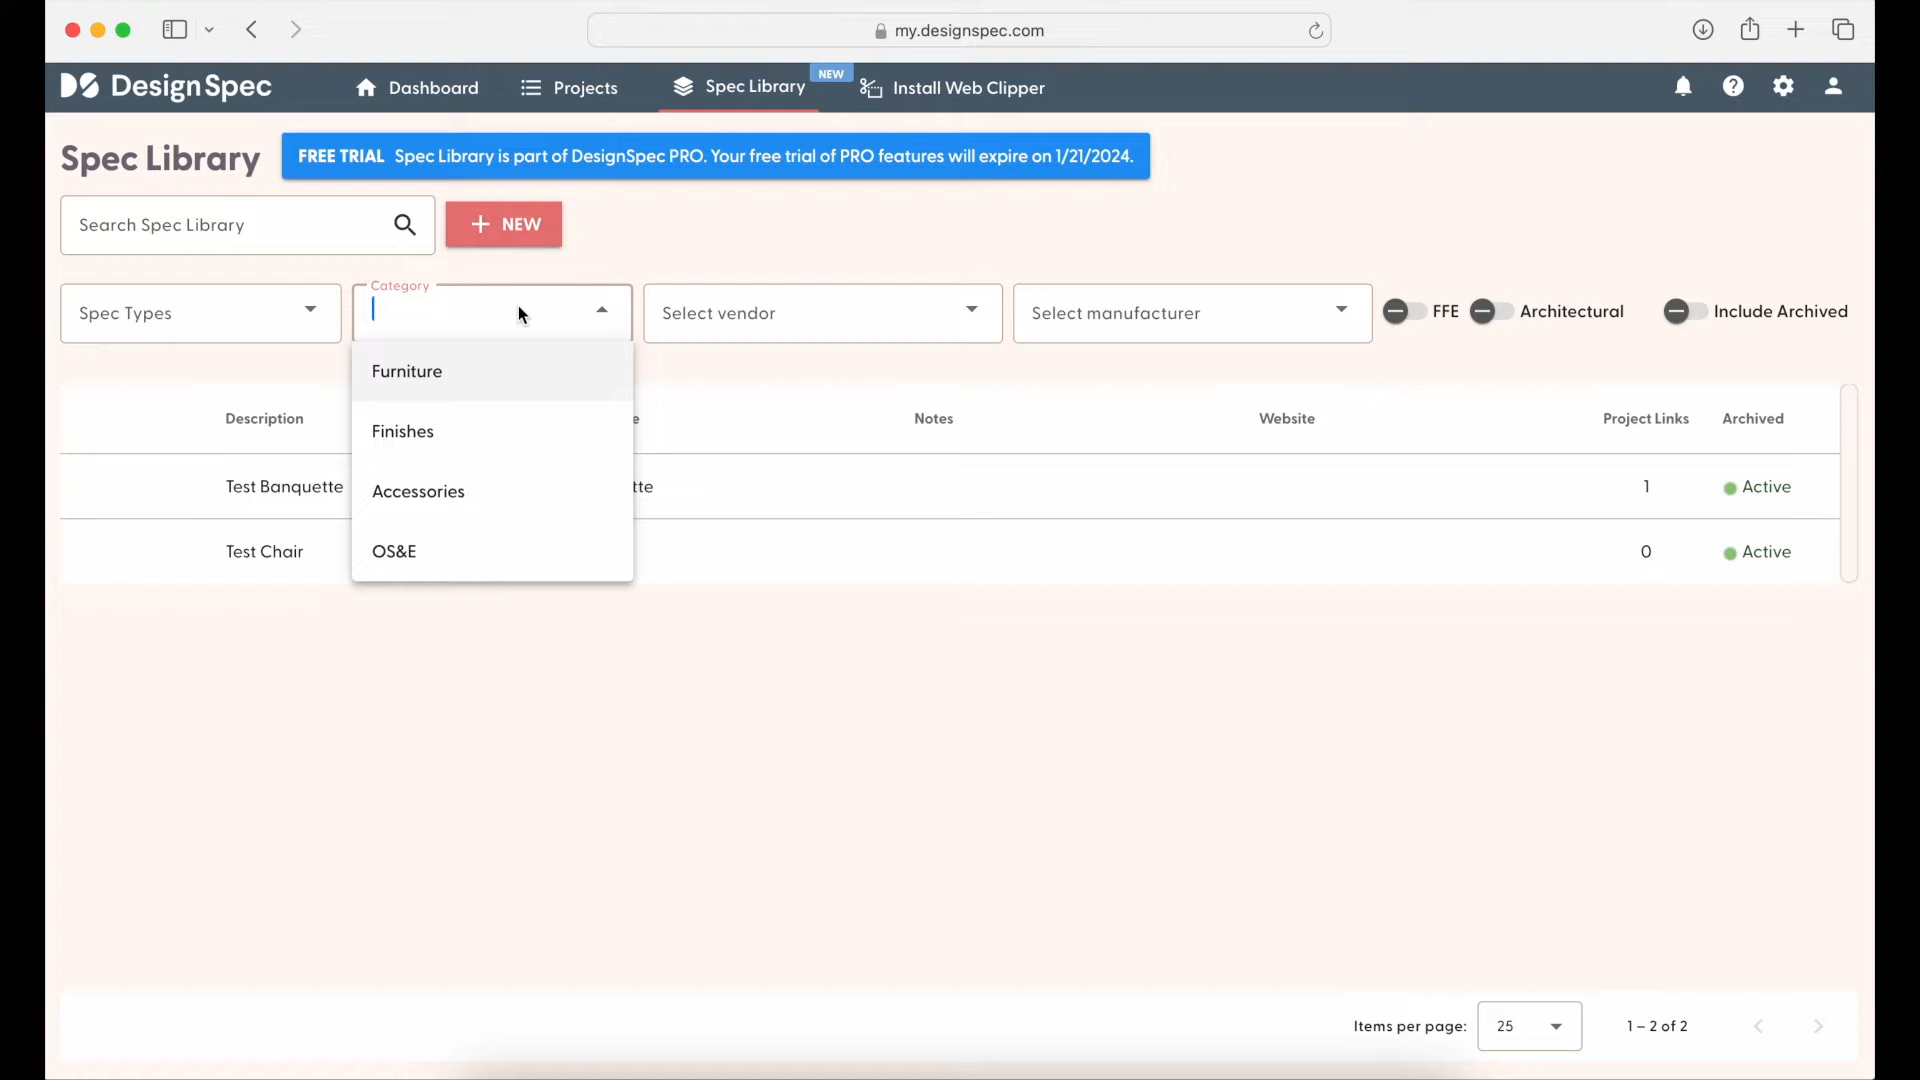 my.designspec.com
DesignSpec
Dashboard
Projects
Spec Library
NEW
Install Web Clipper
Spec Library
FREE TRIAL Spec Library is part of DesignSpec PRO. Your free trial of PRO features will expire on 1/21/2024.
Search Spec Library
+ NEW
Spec Types
Category
Select vendor
Select manufacturer
FFE
Architectural
Include Archived
Furniture
Finishes
Accessories
OS&E
Description
Notes
Website
Project Links
Archived
Test Banquette
tte
1
Active
Test Chair
0
Active
Items per page:
25
1 – 2 of 2